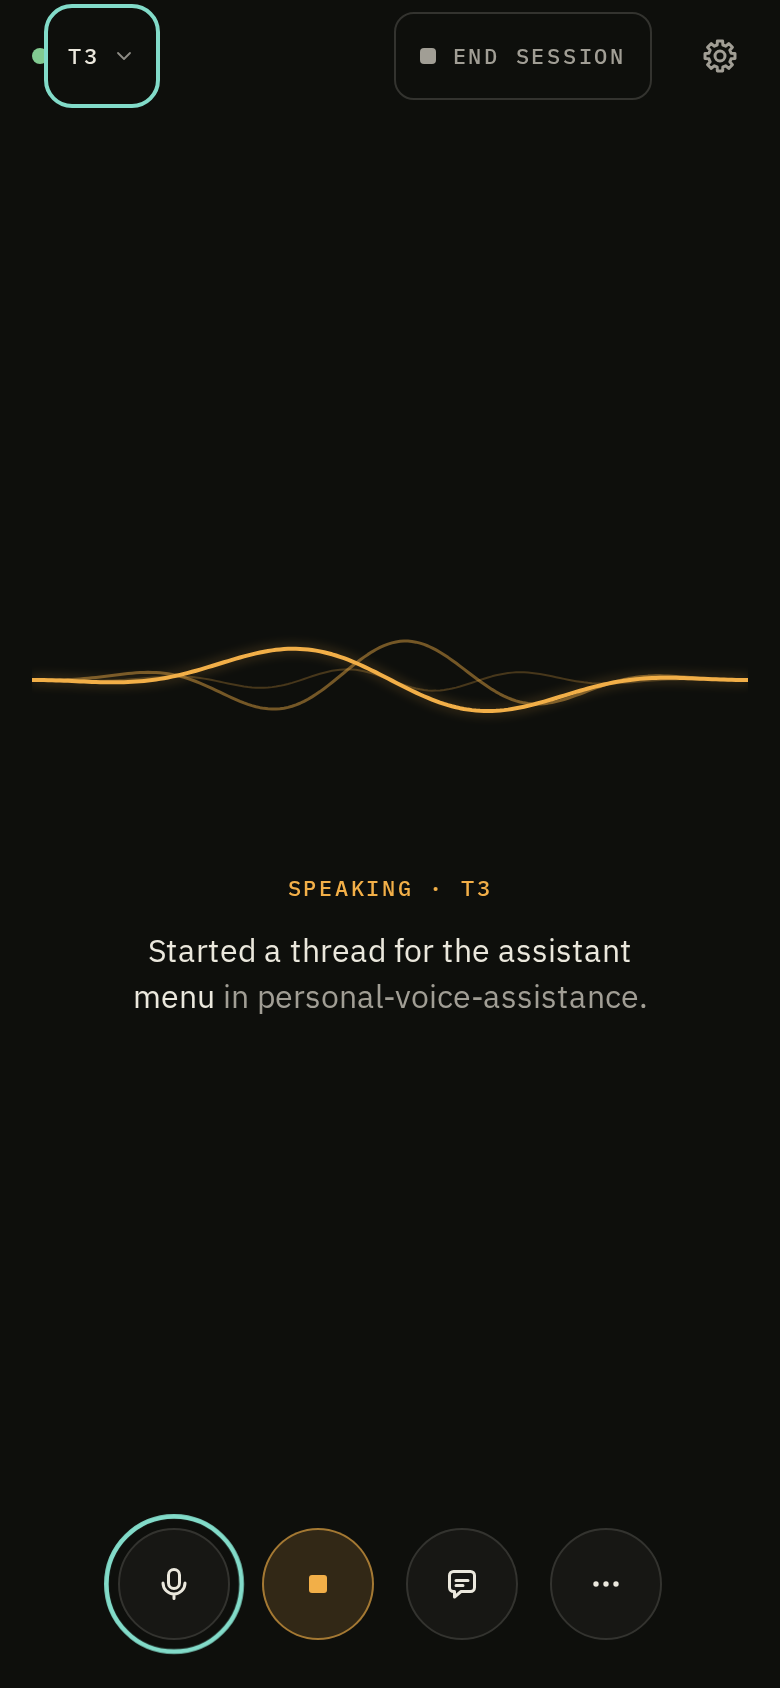 T3
END SESSION
SPEAKING · T3
Started a thread for the assistant
menu in personal-voice-assistance.